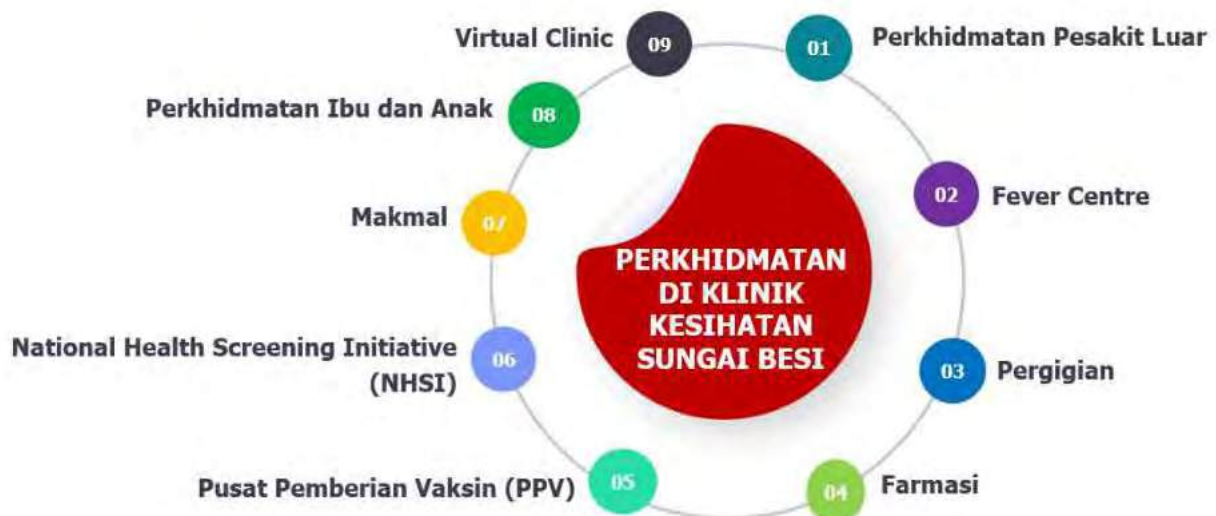 PERKHIDMATAN
DI KLINIK
KESIHATAN
SUNGAI BESI
01 Perkhidmatan Pesakit Luar
02 Fever Centre
03 Pergigian
04 Farmasi
05 Pusat Pemberian Vaksin (PPV)
06 National Health Screening Initiative
(NHSI)
07 Makmal
08 Perkhidmatan Ibu dan Anak
09 Virtual Clinic